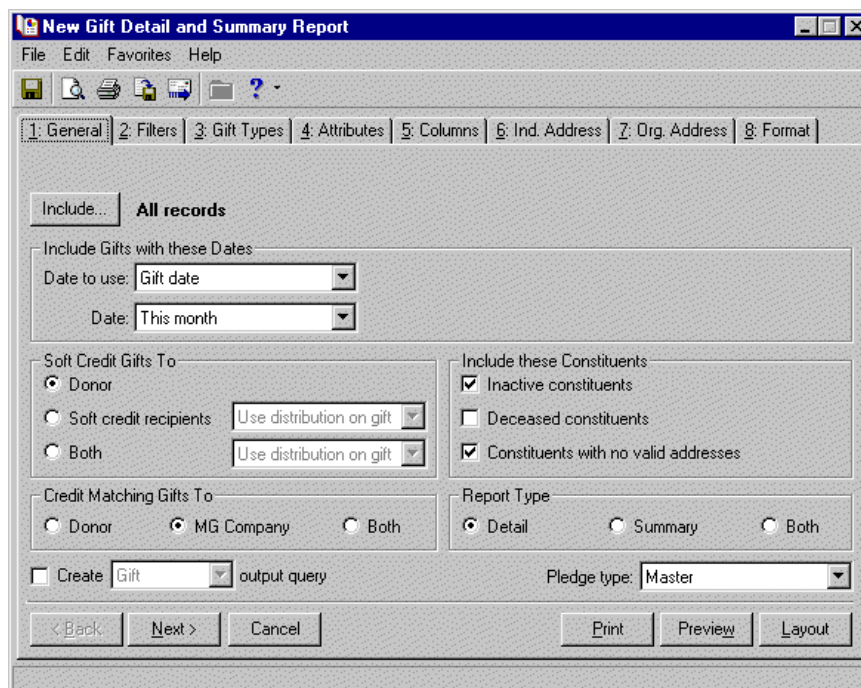 New Gift Detail and Summary Report
File Edit Favorites Help
1: General 2: Filters 3: Gift Types 4: Attributes 5: Columns 6: Ind. Address 7: Org. Address 8: Format
Include... All records
Include Gifts with these Dates
Date to use: Gift date
Date: This month
Soft Credit Gifts To
Donor
Soft credit recipients Use distribution on gift
Both Use distribution on gift
Include these Constituents
Inactive constituents
Deceased constituents
Constituents with no valid addresses
Credit Matching Gifts To
Donor MG Company Both
Report Type
Detail Summary Both
Create Gift output query
Pledge type: Master
< Back Next > Cancel Print Preview Layout